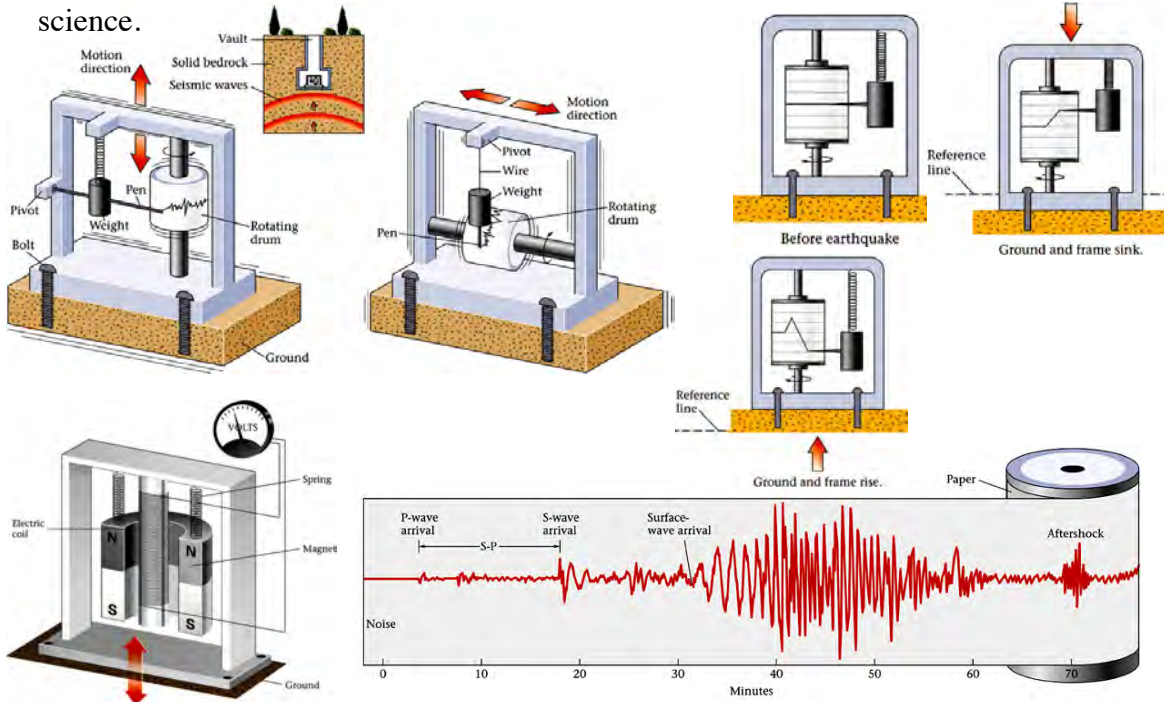 science.
Vault
Solid bedrock
Seismic waves
Motion
direction
Pivot
Pen
Weight
Rotating
drum
Bolt
Ground
Motion
direction
Pivot
Wire
Weight
Rotating
drum
Pen
Before earthquake
Reference
line
Ground and frame sink.
Reference
line
Ground and frame rise.
VOLTS
Spring
Electric
coil
N
N
Magnet
S
S
Ground
Paper
P-wave
arrival
S-P
S-wave
arrival
Surface-
wave arrival
Aftershock
Noise
0 10 20 30 40 50 60 70
Minutes